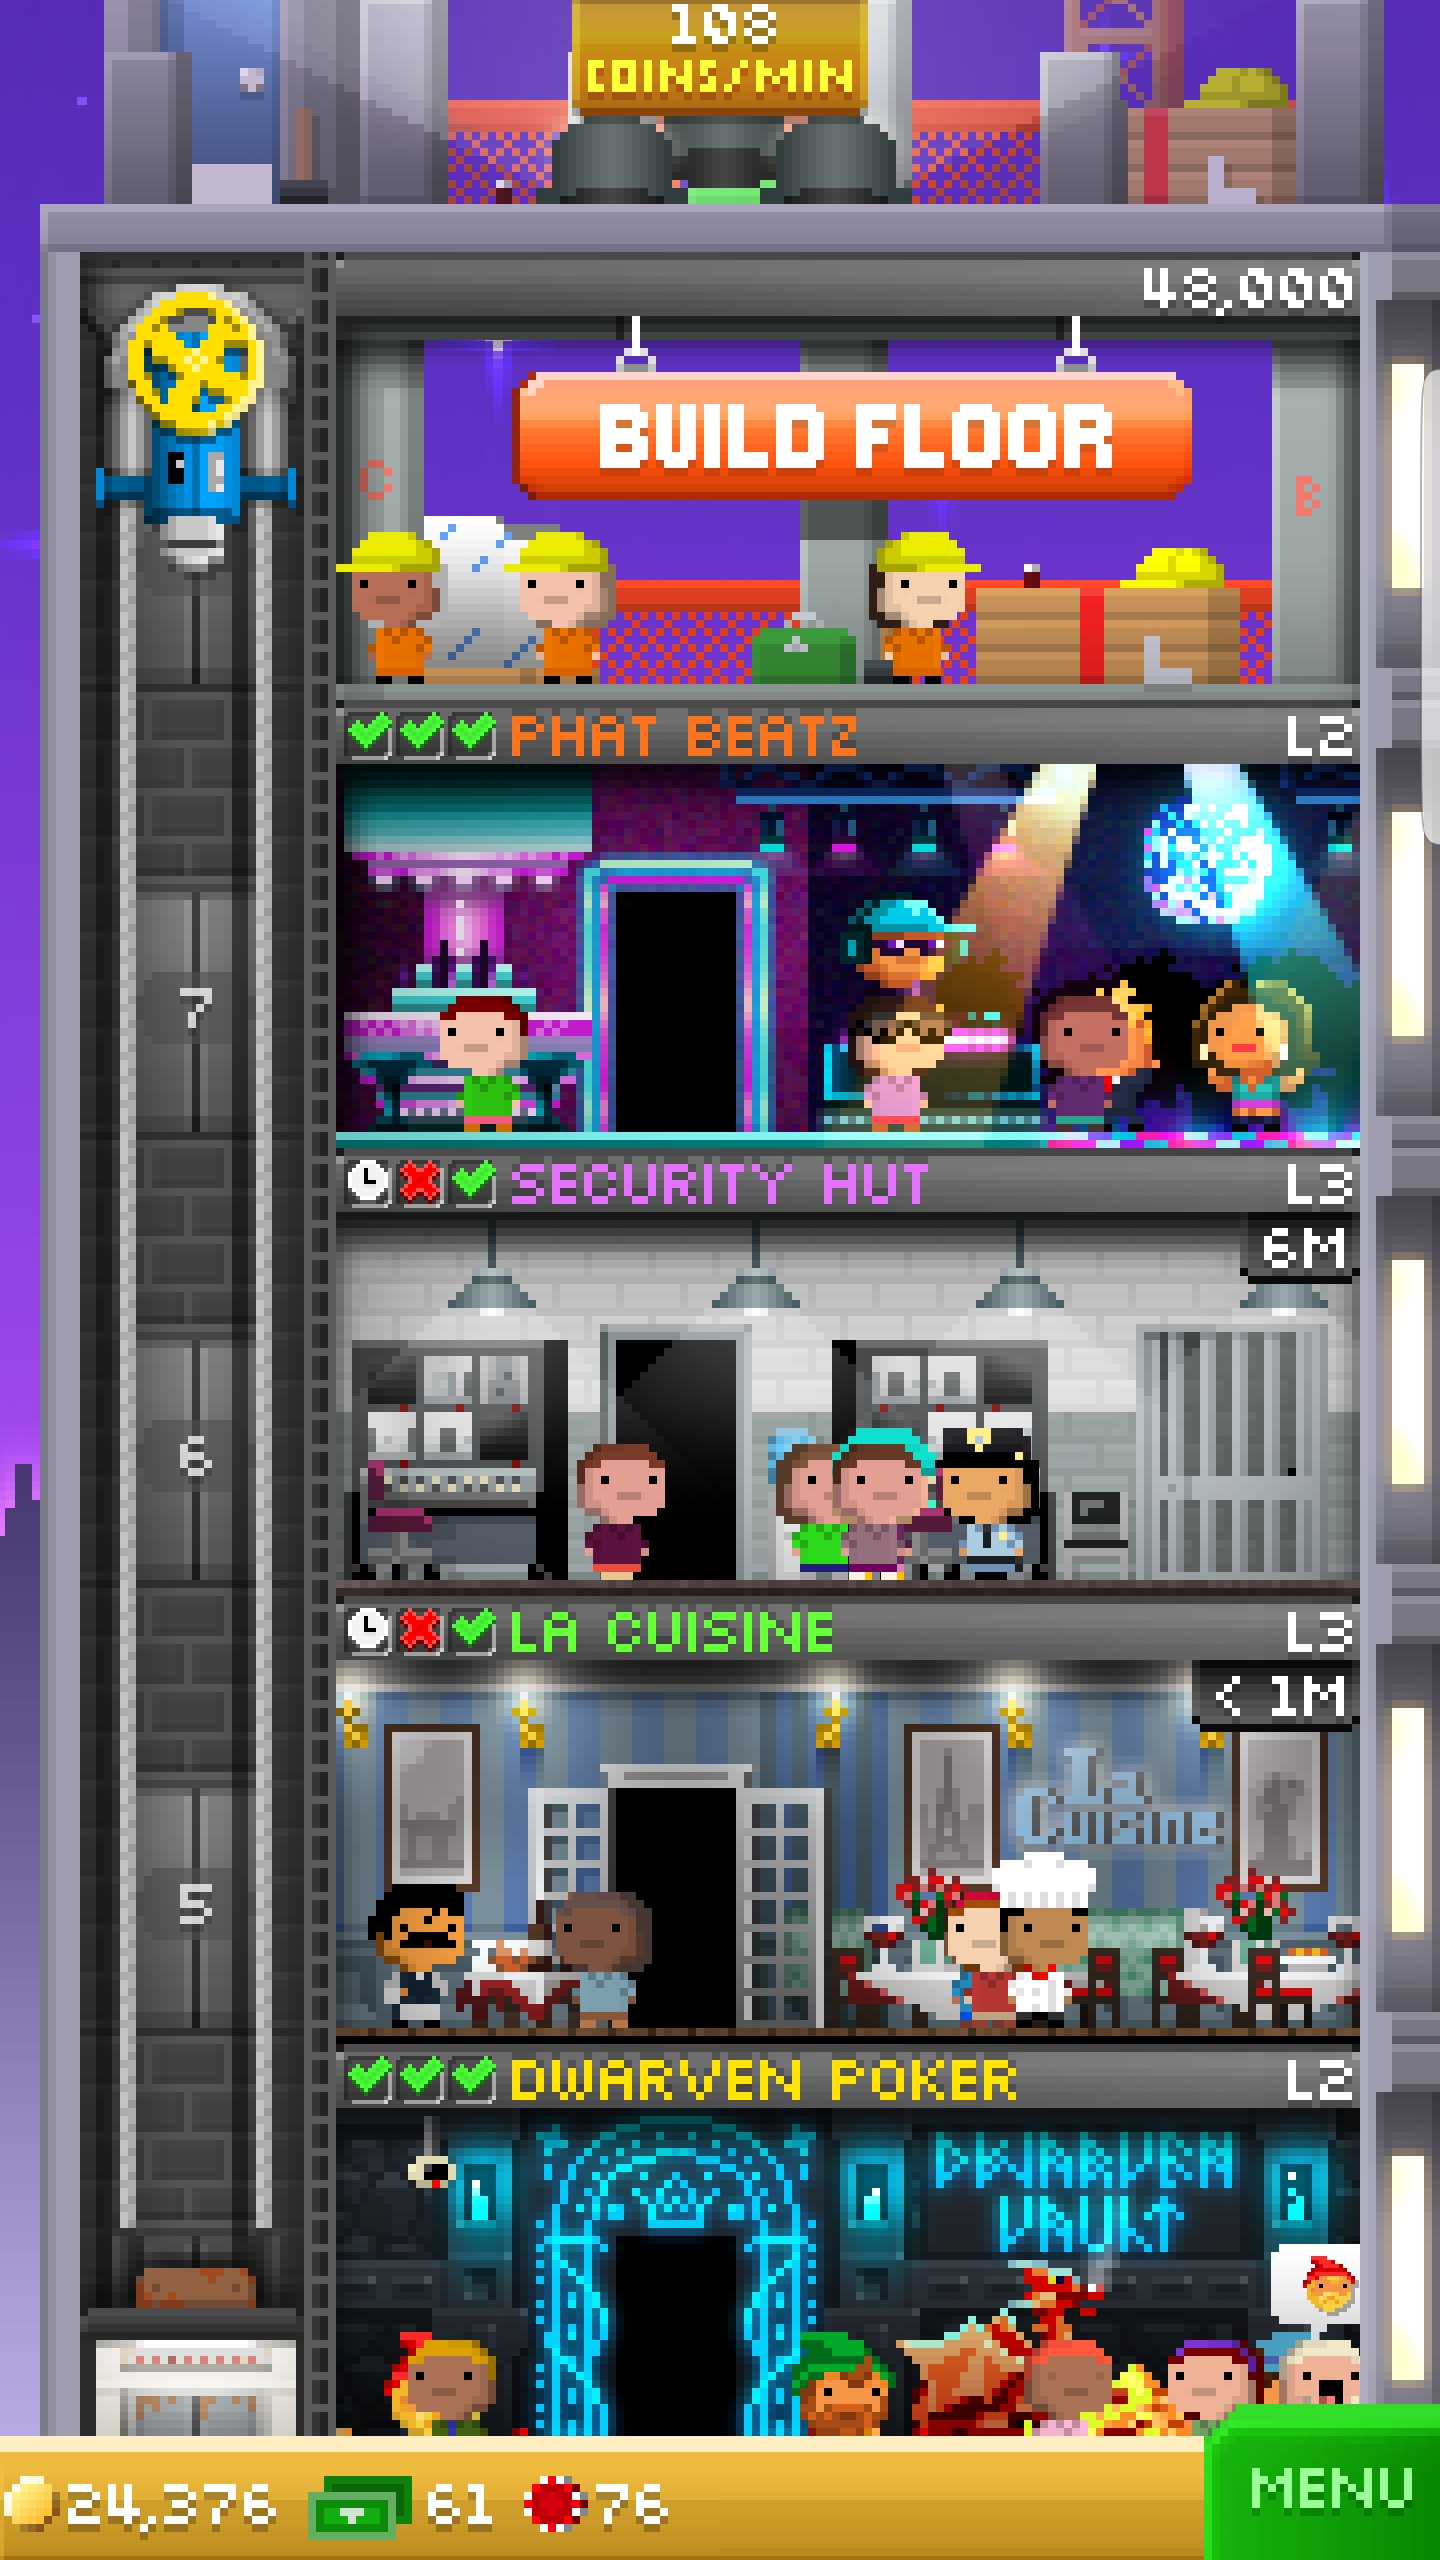 108
COINS/MIN
48,000
BUILD FLOOR
C
B
PHAT BEATZ L2
7
SECURITY HUT L3
6M
6
LA CUISINE L3
< 1M
La
Cuisine
5
DWARVEN POKER L2
DWARVEN
VAULT
24,376 61 76 MENU